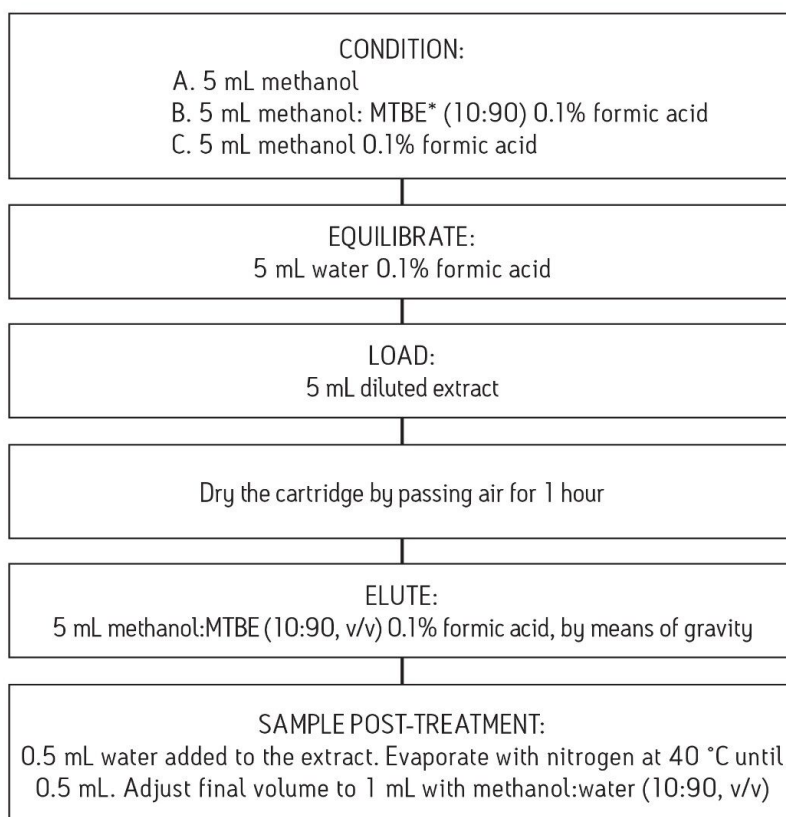 CONDITION:
A. 5 mL methanol
B. 5 mL methanol: MTBE* (10:90) 0.1% formic acid
C. 5 mL methanol 0.1% formic acid
EQUILIBRATE:
5 mL water 0.1% formic acid
LOAD:
5 mL diluted extract
Dry the cartridge by passing air for 1 hour
ELUTE:
5 mL methanol:MTBE (10:90, v/v) 0.1% formic acid, by means of gravity
SAMPLE POST-TREATMENT:
0.5 mL water added to the extract. Evaporate with nitrogen at 40 °C until
0.5 mL. Adjust final volume to 1 mL with methanol:water (10:90, v/v)